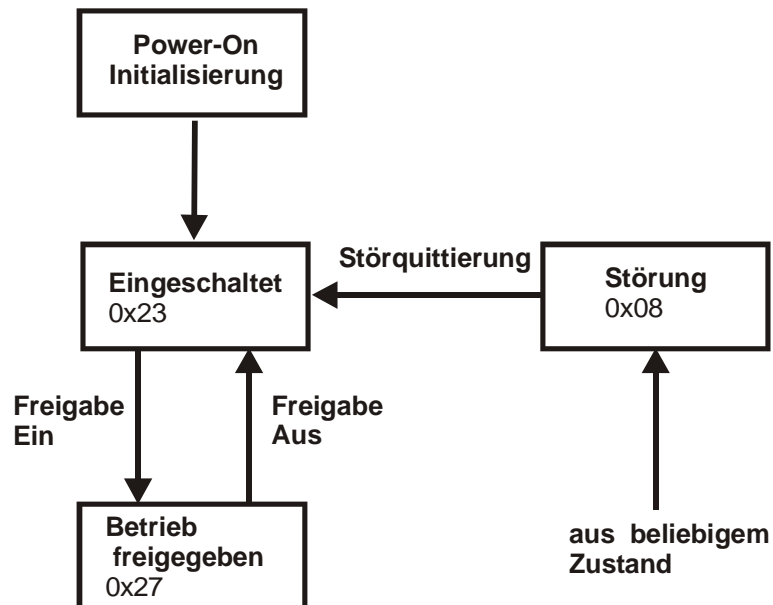 Power-On
Initialisierung
Eingeschaltet
0x23
Störquittierung
Störung
0x08
Freigabe
Ein
Freigabe
Aus
Betrieb
freigegeben
0x27
aus beliebigem
Zustand